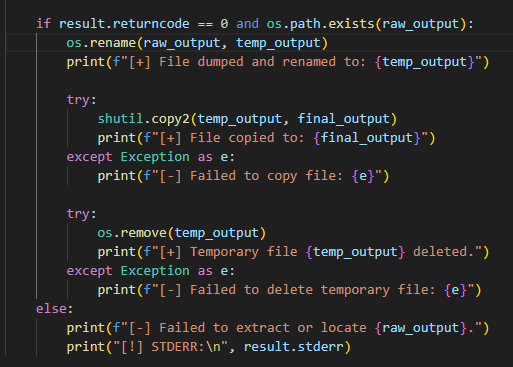 if result.returncode == 0 and os.path.exists(raw_output):
    os.rename(raw_output, temp_output)
    print(f"[+] File dumped and renamed to: {temp_output}")

    try:
        shutil.copy2(temp_output, final_output)
        print(f"[+] File copied to: {final_output}")
    except Exception as e:
        print(f"[-] Failed to copy file: {e}")

    try:
        os.remove(temp_output)
        print(f"[+] Temporary file {temp_output} deleted.")
    except Exception as e:
        print(f"[-] Failed to delete temporary file: {e}")
else:
    print(f"[-] Failed to extract or locate {raw_output}.")
    print("[!] STDERR:\n", result.stderr)